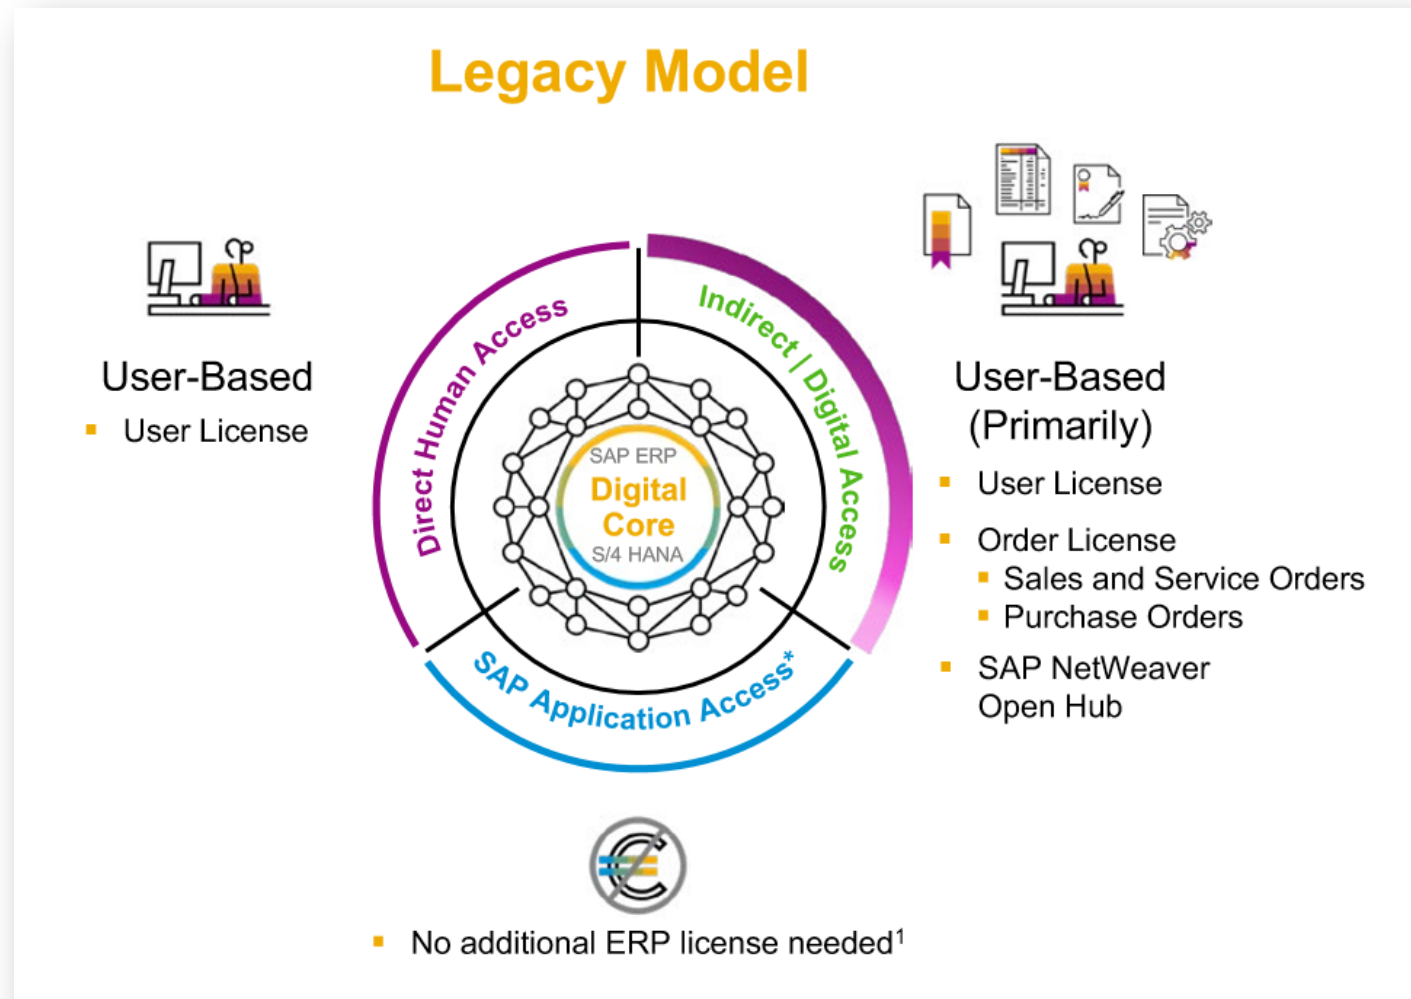 Legacy Model
User-Based
▪ User License
Direct Human Access
Indirect | Digital Access
SAP Application Access*
SAP ERP
Digital
Core
S/4 HANA
User-Based
(Primarily)
▪ User License
▪ Order License
▪ Sales and Service Orders
▪ Purchase Orders
▪ SAP NetWeaver
Open Hub
▪ No additional ERP license needed¹